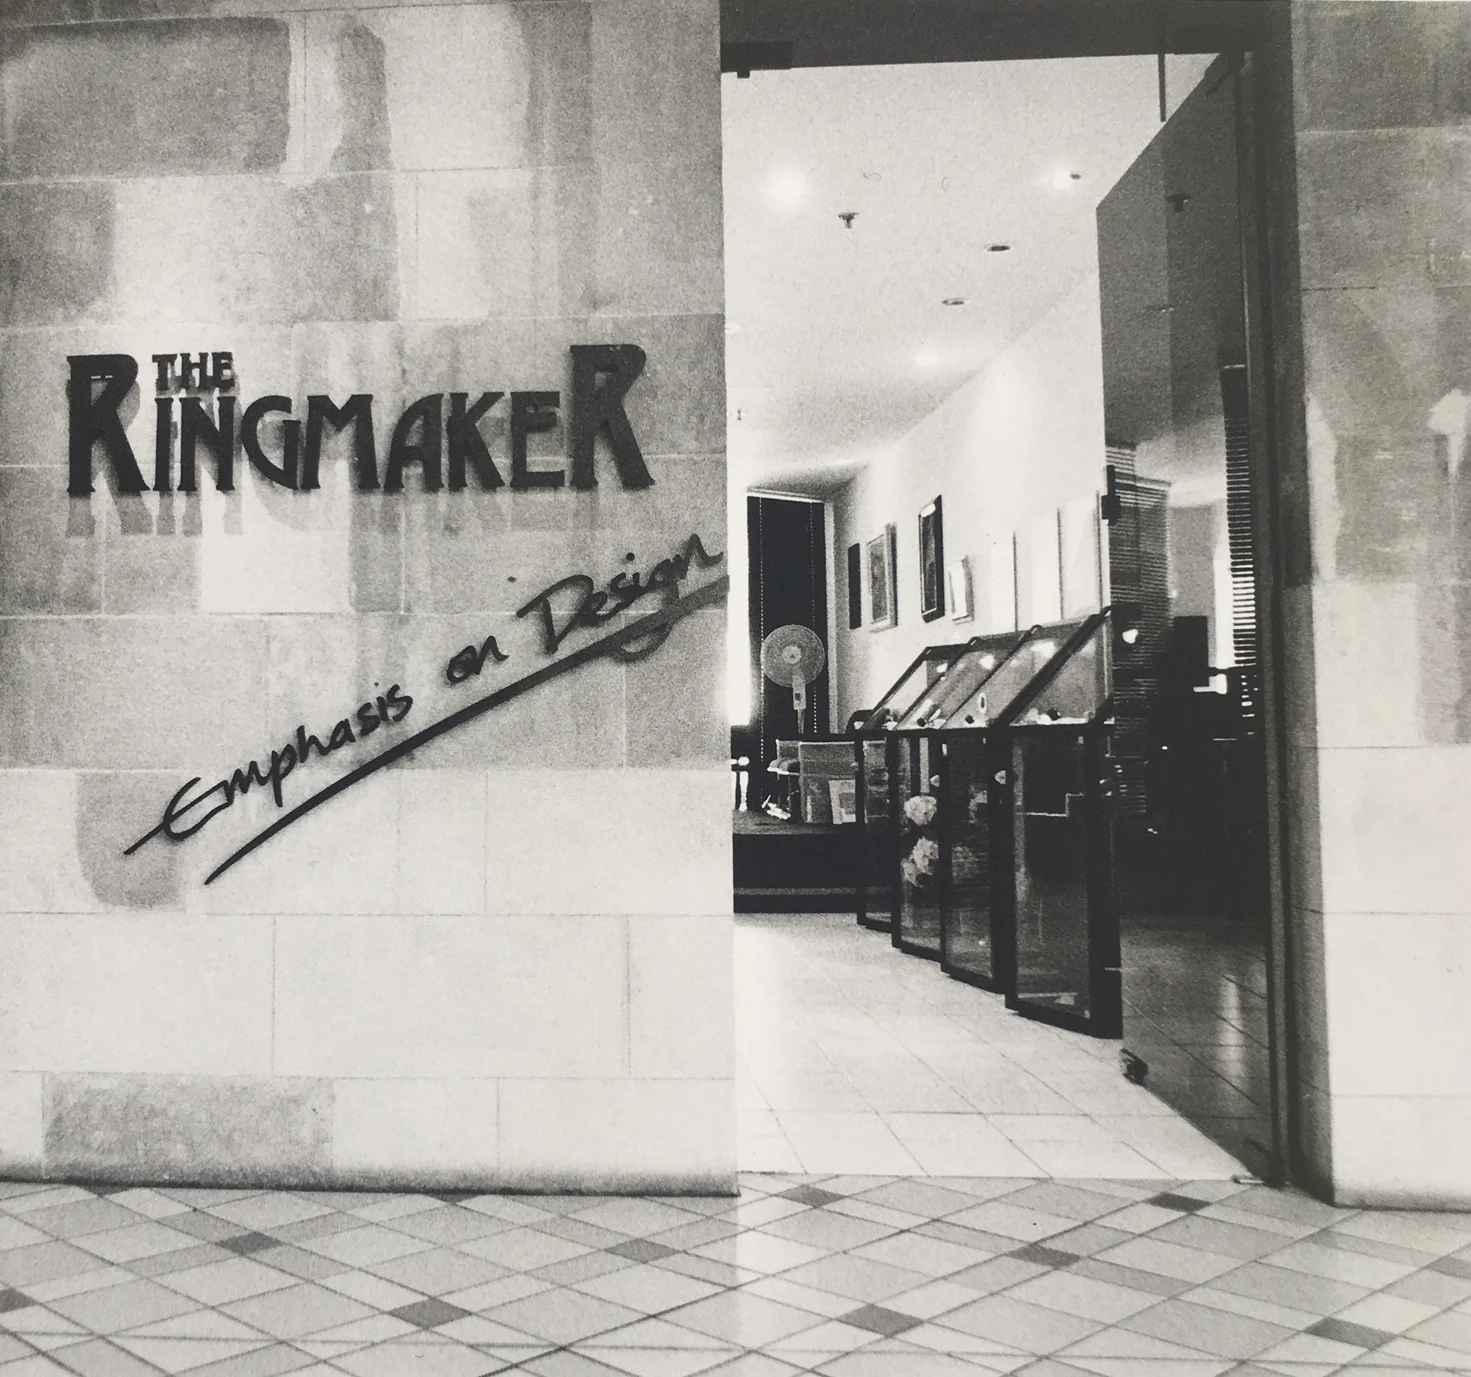 THE
RINGMAKER
Emphasis on Design